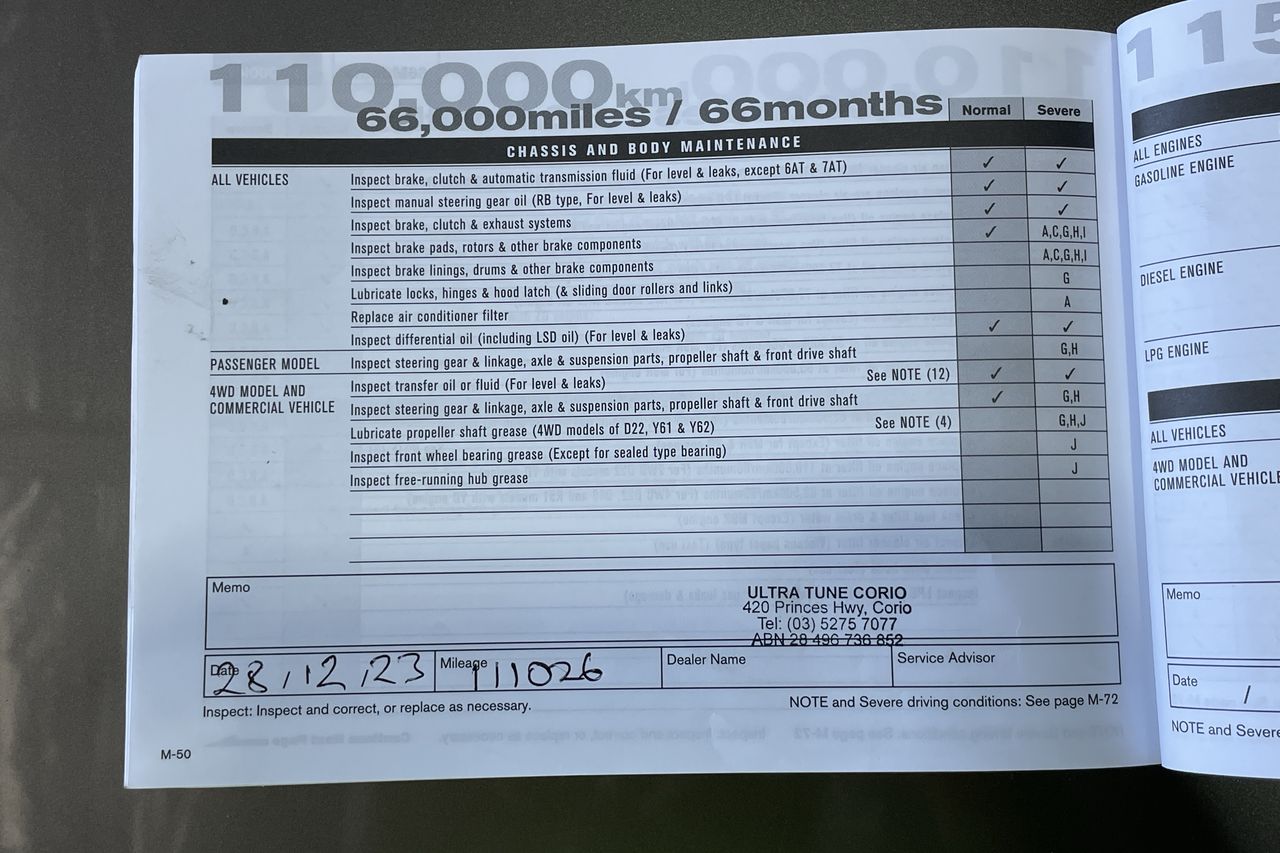 110,000km
66,000miles / 66months
Normal Severe
CHASSIS AND BODY MAINTENANCE
ALL VEHICLES Inspect brake, clutch & automatic transmission fluid (For level & leaks, except 6AT & 7AT) ✓ ✓
Inspect manual steering gear oil (RB type, For level & leaks) ✓ ✓
Inspect brake, clutch & exhaust systems ✓ ✓
Inspect brake pads, rotors & other brake components ✓ A,C,G,H,I
Inspect brake linings, drums & other brake components A,C,G,H,I
Lubricate locks, hinges & hood latch (& sliding door rollers and links) G
Replace air conditioner filter A
Inspect differential oil (including LSD oil) (For level & leaks) ✓ ✓
PASSENGER MODEL Inspect steering gear & linkage, axle & suspension parts, propeller shaft & front drive shaft G,H
4WD MODEL AND Inspect transfer oil or fluid (For level & leaks) See NOTE (12) ✓ ✓
COMMERCIAL VEHICLE Inspect steering gear & linkage, axle & suspension parts, propeller shaft & front drive shaft ✓ G,H
Lubricate propeller shaft grease (4WD models of D22, Y61 & Y62) See NOTE (4) G,H,J
Inspect front wheel bearing grease (Except for sealed type bearing) J
Inspect free-running hub grease J
Memo
ULTRA TUNE CORIO
420 Princes Hwy, Corio
Tel: (03) 5275 7077
ABN 28 496 736 852
Date 28/12/23 Mileage 111026 Dealer Name Service Advisor
Inspect: Inspect and correct, or replace as necessary. NOTE and Severe driving conditions: See page M-72
M-50
115
ALL ENGINES
GASOLINE ENGINE
DIESEL ENGINE
LPG ENGINE
ALL VEHICLES
4WD MODEL AND
COMMERCIAL VEHICLE
Memo
Date /
NOTE and Severe